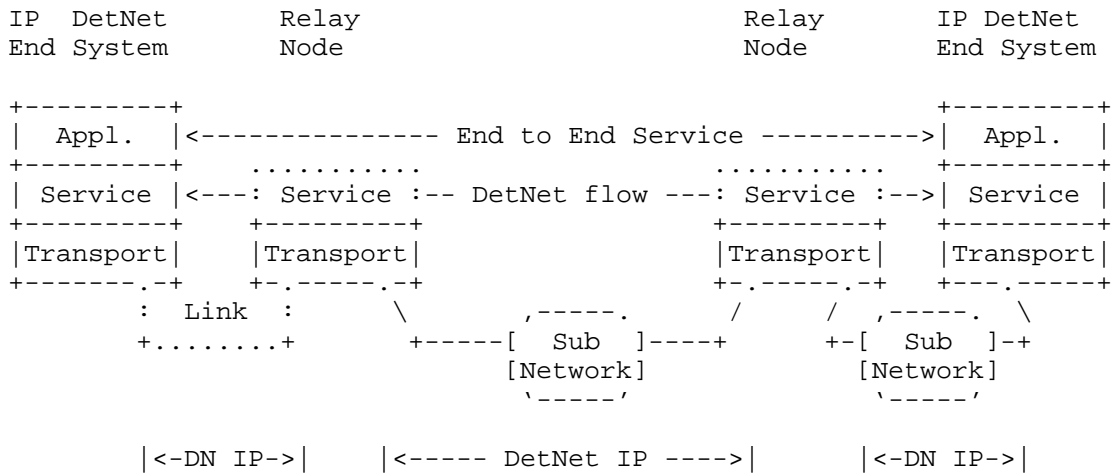 IP  DetNet       Relay                        Relay       IP DetNet
End System       Node                         Node        End System

+---------+                                              +---------+
|  Appl.  |<--------------- End to End Service ---------->|  Appl.  |
+---------+     ...........                ...........   +---------+
| Service |<---: Service :-- DetNet flow ---: Service :-->| Service |
+---------+    +---------+                  +---------+   +---------+
|Transport|    |Transport|                  |Transport|   |Transport|
+-------.-+    +-.-----.-+                  +-.-----.-+   +---.-----+
        :  Link  :      \       ,-----.       /     /  ,-----.  \
        +........+       +-----[  Sub  ]----+      +-[  Sub  ]-+
                               [Network]             [Network]
                                `-----'               `-----'

        |<-DN IP->|    |<----- DetNet IP ---->|      |<-DN IP->|